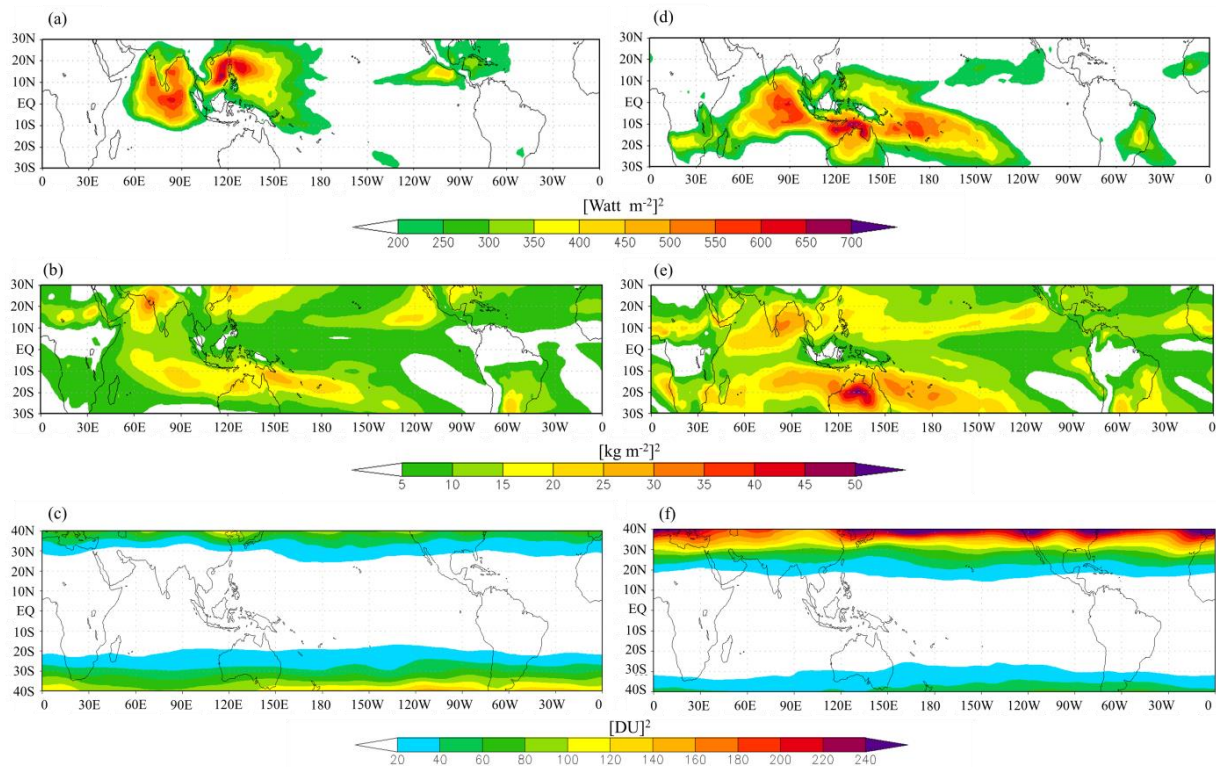 (a)
30N
20N
10N
EQ
10S
20S
30S
0 30E 60E 90E 120E 150E 180 150W 120W 90W 60W 30W 0
(d)
30N
20N
10N
EQ
10S
20S
30S
0 30E 60E 90E 120E 150E 180 150W 120W 90W 60W 30W 0
[Watt m⁻²]²
200 250 300 350 400 450 500 550 600 650 700
(b)
30N
20N
10N
EQ
10S
20S
30S
0 30E 60E 90E 120E 150E 180 150W 120W 90W 60W 30W 0
(e)
30N
20N
10N
EQ
10S
20S
30S
0 30E 60E 90E 120E 150E 180 150W 120W 90W 60W 30W 0
[kg m⁻²]²
5 10 15 20 25 30 35 40 45 50
(c)
40N
30N
20N
10N
EQ
10S
20S
30S
40S
30E 60E 90E 120E 150E 180 150W 120W 90W 60W 30W 0
(f)
40N
30N
20N
10N
EQ
10S
20S
30S
40S
30E 60E 90E 120E 150E 180 150W 120W 90W 60W 30W 0
[DU]²
20 40 60 80 100 120 140 160 180 200 220 240